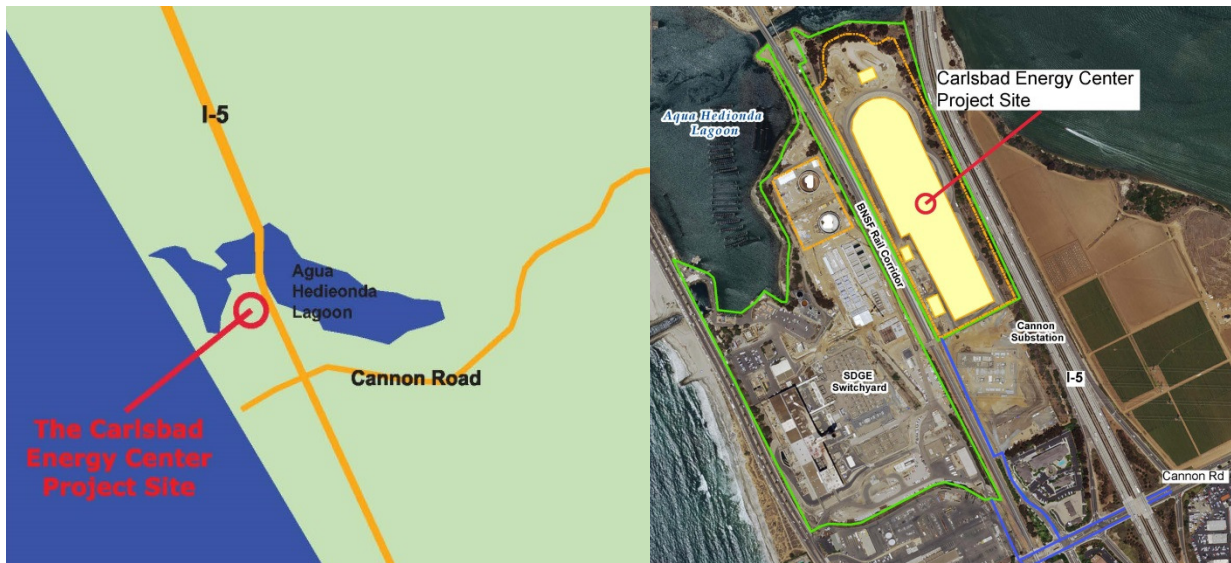 I-5
Agua
Hedieonda
Lagoon
Cannon Road
The Carlsbad
Energy Center
Project Site
Carlsbad Energy Center
Project Site
Aqua Hedionda
Lagoon
BNSF Rail Corridor
Cannon
Substation
SDGE
Switchyard
I-5
Cannon Rd